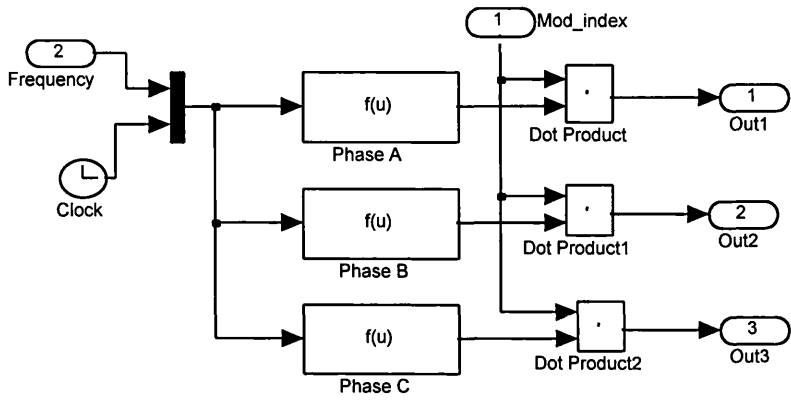 1
Mod_index
2
Frequency
Clock
f(u)
Phase A
Dot Product
1
Out1
f(u)
Phase B
Dot Product1
2
Out2
f(u)
Phase C
Dot Product2
3
Out3